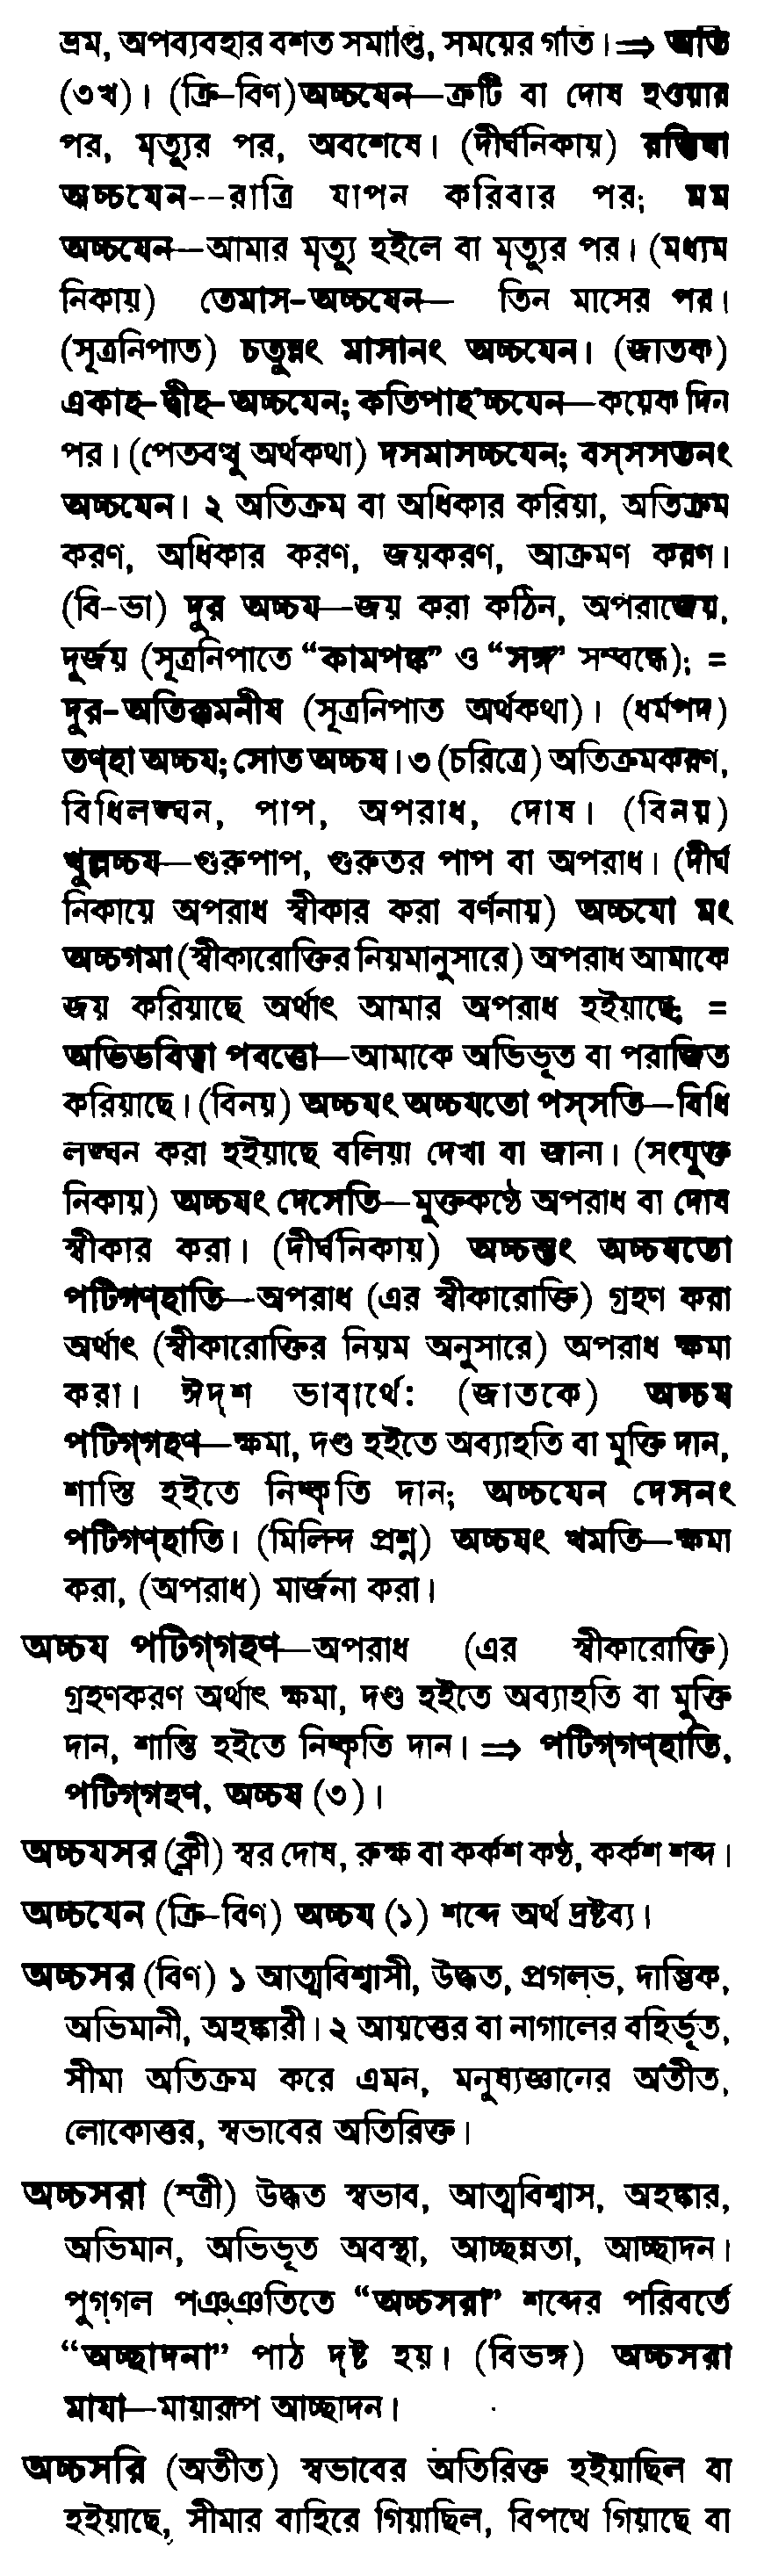 ভ্রম, অপব্যবহার বশত সমাপ্তি, সময়ের গতি। ⇒ অতি
(৩খ)। (ক্রি-বিণ) অচ্চযেন—ত্রুটি বা দোষ হওয়ার
পর, মৃত্যুর পর, অবশেষে। (দীর্ঘনিকায়) রত্তিযা
অচ্চযেন--রাত্রি যাপন করিবার পর; মম
অচ্চযেন—আমার মৃত্যু হইলে বা মৃত্যুর পর। (মধ্যম
নিকায়) তেমাস-অচ্চযেন— তিন মাসের পর।
(সূত্রনিপাত) চতুন্নং মাসানং অচ্চযেন। (জাতক)
একাহ-দ্বীহ-অচ্চযেন; কতিপাহ'চ্চযেন—কয়েক দিন
পর। (পেতবত্থু অর্থকথা) দসমাসচ্চযেন; বস্সসতনং
অচ্চযেন। ২ অতিক্রম বা অধিকার করিয়া, অতিক্রম
করণ, অধিকার করণ, জয়করণ, আক্রমণ করণ।
(বি-ভা) দুর অচ্চয—জয় করা কঠিন, অপরাজেয়,
দুর্জয় (সূত্রনিপাতে “কামপঙ্ক” ও “সঙ্গ” সম্বন্ধে); =
দুর-অতিক্কমনীয (সূত্রনিপাত অর্থকথা)। (ধর্মপদ)
তণ্হা অচ্চয; সোত অচ্চয। ৩ (চরিত্রে) অতিক্রমকরণ,
বিধিলঙ্ঘন, পাপ, অপরাধ, দোষ। (বিনয়)
থুল্লচ্চয—গুরুপাপ, গুরুতর পাপ বা অপরাধ। (দীর্ঘ
নিকায়ে অপরাধ স্বীকার করা বর্ণনায়) অচ্চযো মং
অচ্চগমা (স্বীকারোক্তির নিয়মানুসারে) অপরাধ আমাকে
জয় করিয়াছে অর্থাৎ আমার অপরাধ হইয়াছে; =
অভিভবিত্বা পবত্তো—আমাকে অভিভূত বা পরাজিত
করিয়াছে। (বিনয়) অচ্চযং অচ্চযতো পস্সতি—বিধি
লঙ্ঘন করা হইয়াছে বলিয়া দেখা বা জানা। (সংযুক্ত
নিকায়) অচ্চযং দেসেতি—মুক্তকণ্ঠে অপরাধ বা দোষ
স্বীকার করা। (দীর্ঘনিকায়) অচ্চযং অচ্চযতো
পটিগণ্হাতি—অপরাধ (এর স্বীকারোক্তি) গ্রহণ করা
অর্থাৎ (স্বীকারোক্তির নিয়ম অনুসারে) অপরাধ ক্ষমা
করা। ঈদৃশ ভাবার্থে: (জাতকে) অচ্চয
পটিগ্গহণ—ক্ষমা, দণ্ড হইতে অব্যাহতি বা মুক্তি দান,
শাস্তি হইতে নিষ্কৃতি দান; অচ্চযেন দেসনং
পটিগণ্হাতি। (মিলিন্দ প্রশ্ন) অচ্চযং খমতি—ক্ষমা
করা, (অপরাধ) মার্জনা করা।
অচ্চয পটিগ্গহণ—অপরাধ (এর স্বীকারোক্তি)
গ্রহণকরণ অর্থাৎ ক্ষমা, দণ্ড হইতে অব্যাহতি বা মুক্তি
দান, শাস্তি হইতে নিষ্কৃতি দান। ⇒ পটিগ্গণ্হাতি,
পটিগ্গহণ, অচ্চয (৩)।
অচ্চযসর (ক্লী) স্বর দোষ, রুক্ষ বা কর্কশ কণ্ঠ, কর্কশ শব্দ।
অচ্চযেন (ক্রি-বিণ) অচ্চয (১) শব্দে অর্থ দ্রষ্টব্য।
অচ্চসর (বিণ) ১ আত্মবিশ্বাসী, উদ্ধত, প্রগল্ভ, দাম্ভিক,
অভিমানী, অহঙ্কারী। ২ আয়ত্তের বা নাগালের বহির্ভূত,
সীমা অতিক্রম করে এমন, মনুষ্যজ্ঞানের অতীত,
লোকোত্তর, স্বভাবের অতিরিক্ত।
অচ্চসরা (স্ত্রী) উদ্ধত স্বভাব, আত্মবিশ্বাস, অহঙ্কার,
অভিমান, অভিভূত অবস্থা, আচ্ছন্নতা, আচ্ছাদন।
পুগ্গল পঞ্ঞতিতে “অচ্চসরা” শব্দের পরিবর্তে
“অচ্ছাদনা” পাঠ দৃষ্ট হয়। (বিভঙ্গ) অচ্চসরা
মাযা—মায়ারূপ আচ্ছাদন।
অচ্চসরি (অতীত) স্বভাবের অতিরিক্ত হইয়াছিল বা
হইয়াছে, সীমার বাহিরে গিয়াছিল, বিপথে গিয়াছে বা